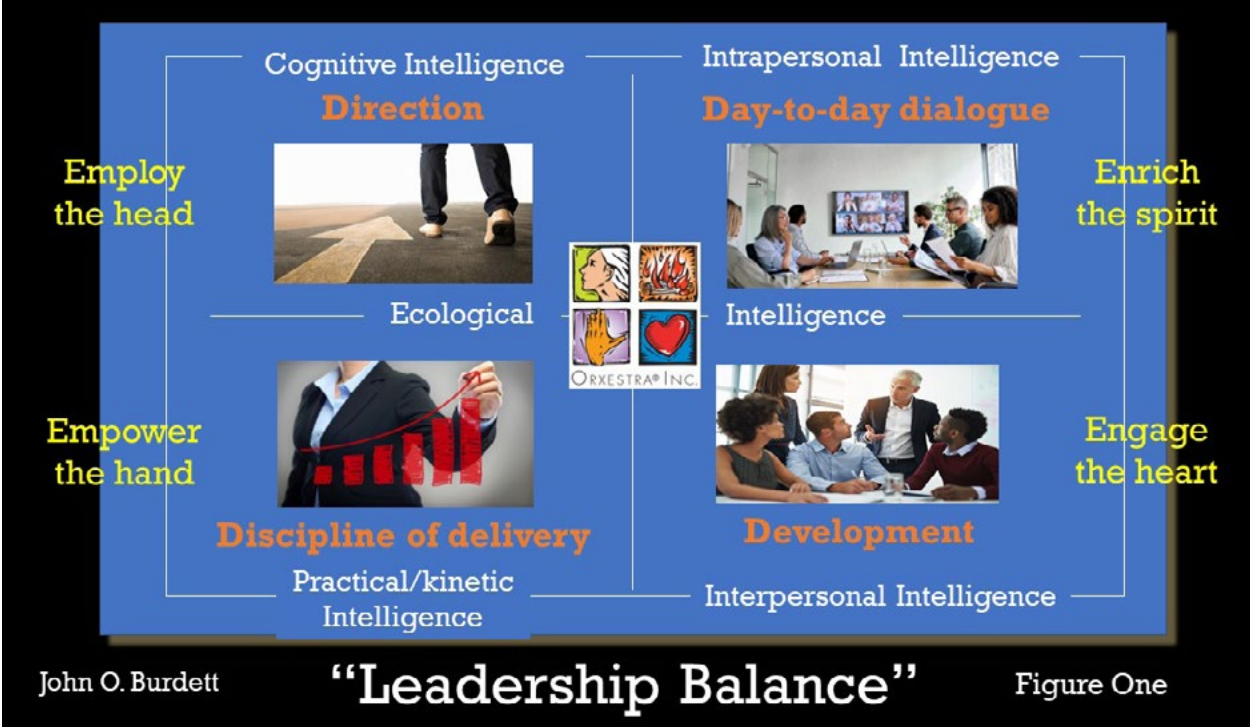 Cognitive Intelligence
Direction
Employ
the head
Intrapersonal Intelligence
Day-to-day dialogue
Enrich
the spirit
Ecological
Intelligence
ORXESTRA® INC.
Empower
the hand
Discipline of delivery
Practical/kinetic
Intelligence
Engage
the heart
Development
Interpersonal Intelligence
John O. Burdett
“Leadership Balance”
Figure One